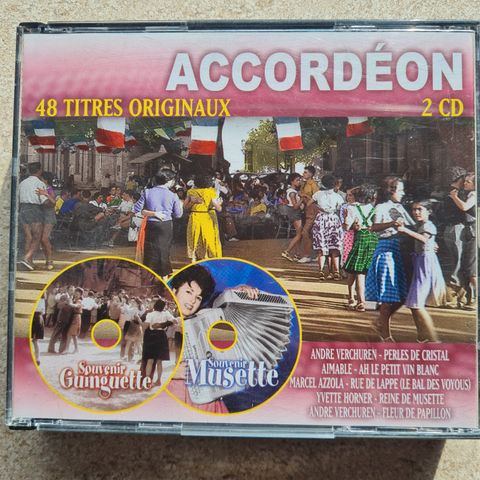 ACCORDÉON
48 TITRES ORIGINAUX
2 CD
Souvenir
Guinguette
Souvenir
Musette
ANDRE VERCHUREN - PERLES DE CRISTAL
AIMABLE - AH LE PETIT VIN BLANC
MARCEL AZZOLA - RUE DE LAPPE (LE BAL DES VOYOUS)
YVETTE HORNER - REINE DE MUSETTE
ANDRE VERCHUREN - FLEUR DE PAPILLON